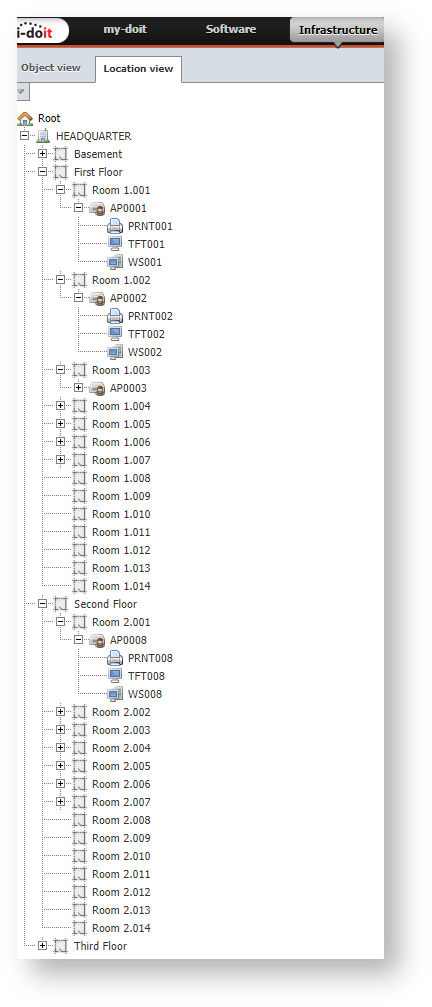 i-doit my-doit Software Infrastructure
Object view Location view
Root
HEADQUARTER
Basement
First Floor
Room 1.001
AP0001
PRNT001
TFT001
WS001
Room 1.002
AP0002
PRNT002
TFT002
WS002
Room 1.003
AP0003
Room 1.004
Room 1.005
Room 1.006
Room 1.007
Room 1.008
Room 1.009
Room 1.010
Room 1.011
Room 1.012
Room 1.013
Room 1.014
Second Floor
Room 2.001
AP0008
PRNT008
TFT008
WS008
Room 2.002
Room 2.003
Room 2.004
Room 2.005
Room 2.006
Room 2.007
Room 2.008
Room 2.009
Room 2.010
Room 2.011
Room 2.012
Room 2.013
Room 2.014
Third Floor